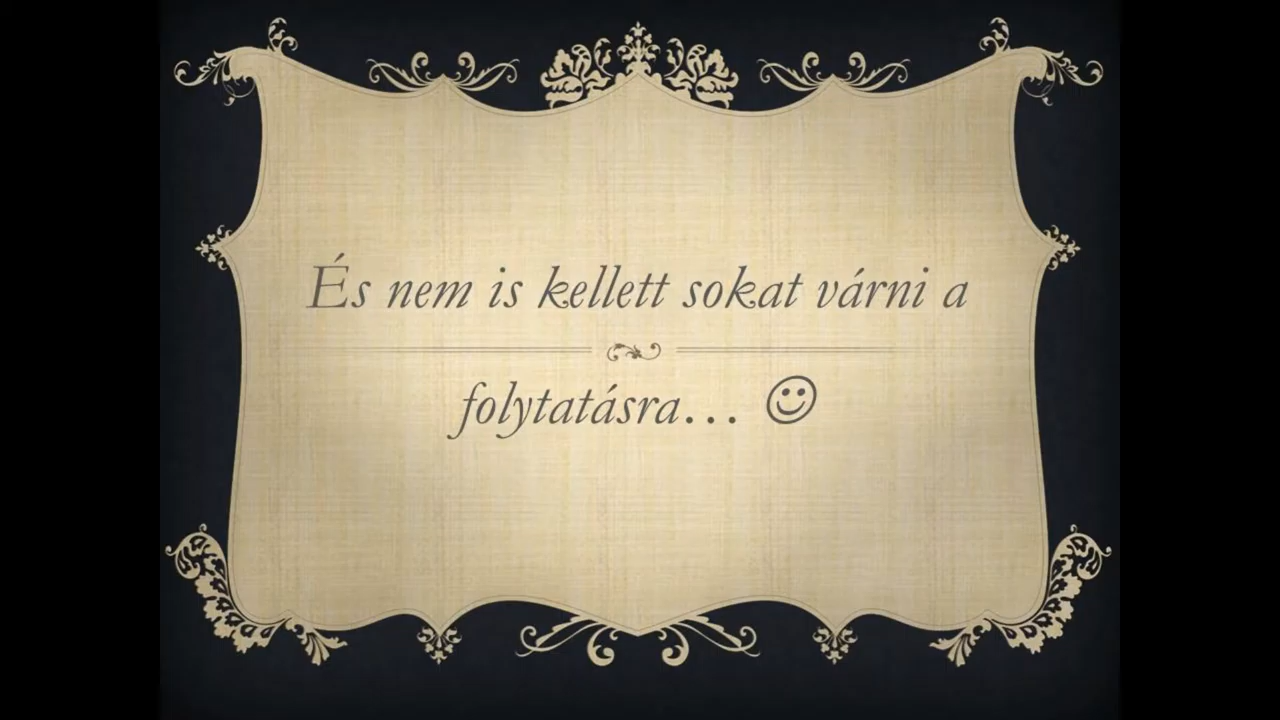 És nem is kellett sokat várni a
folytatásra… ☺